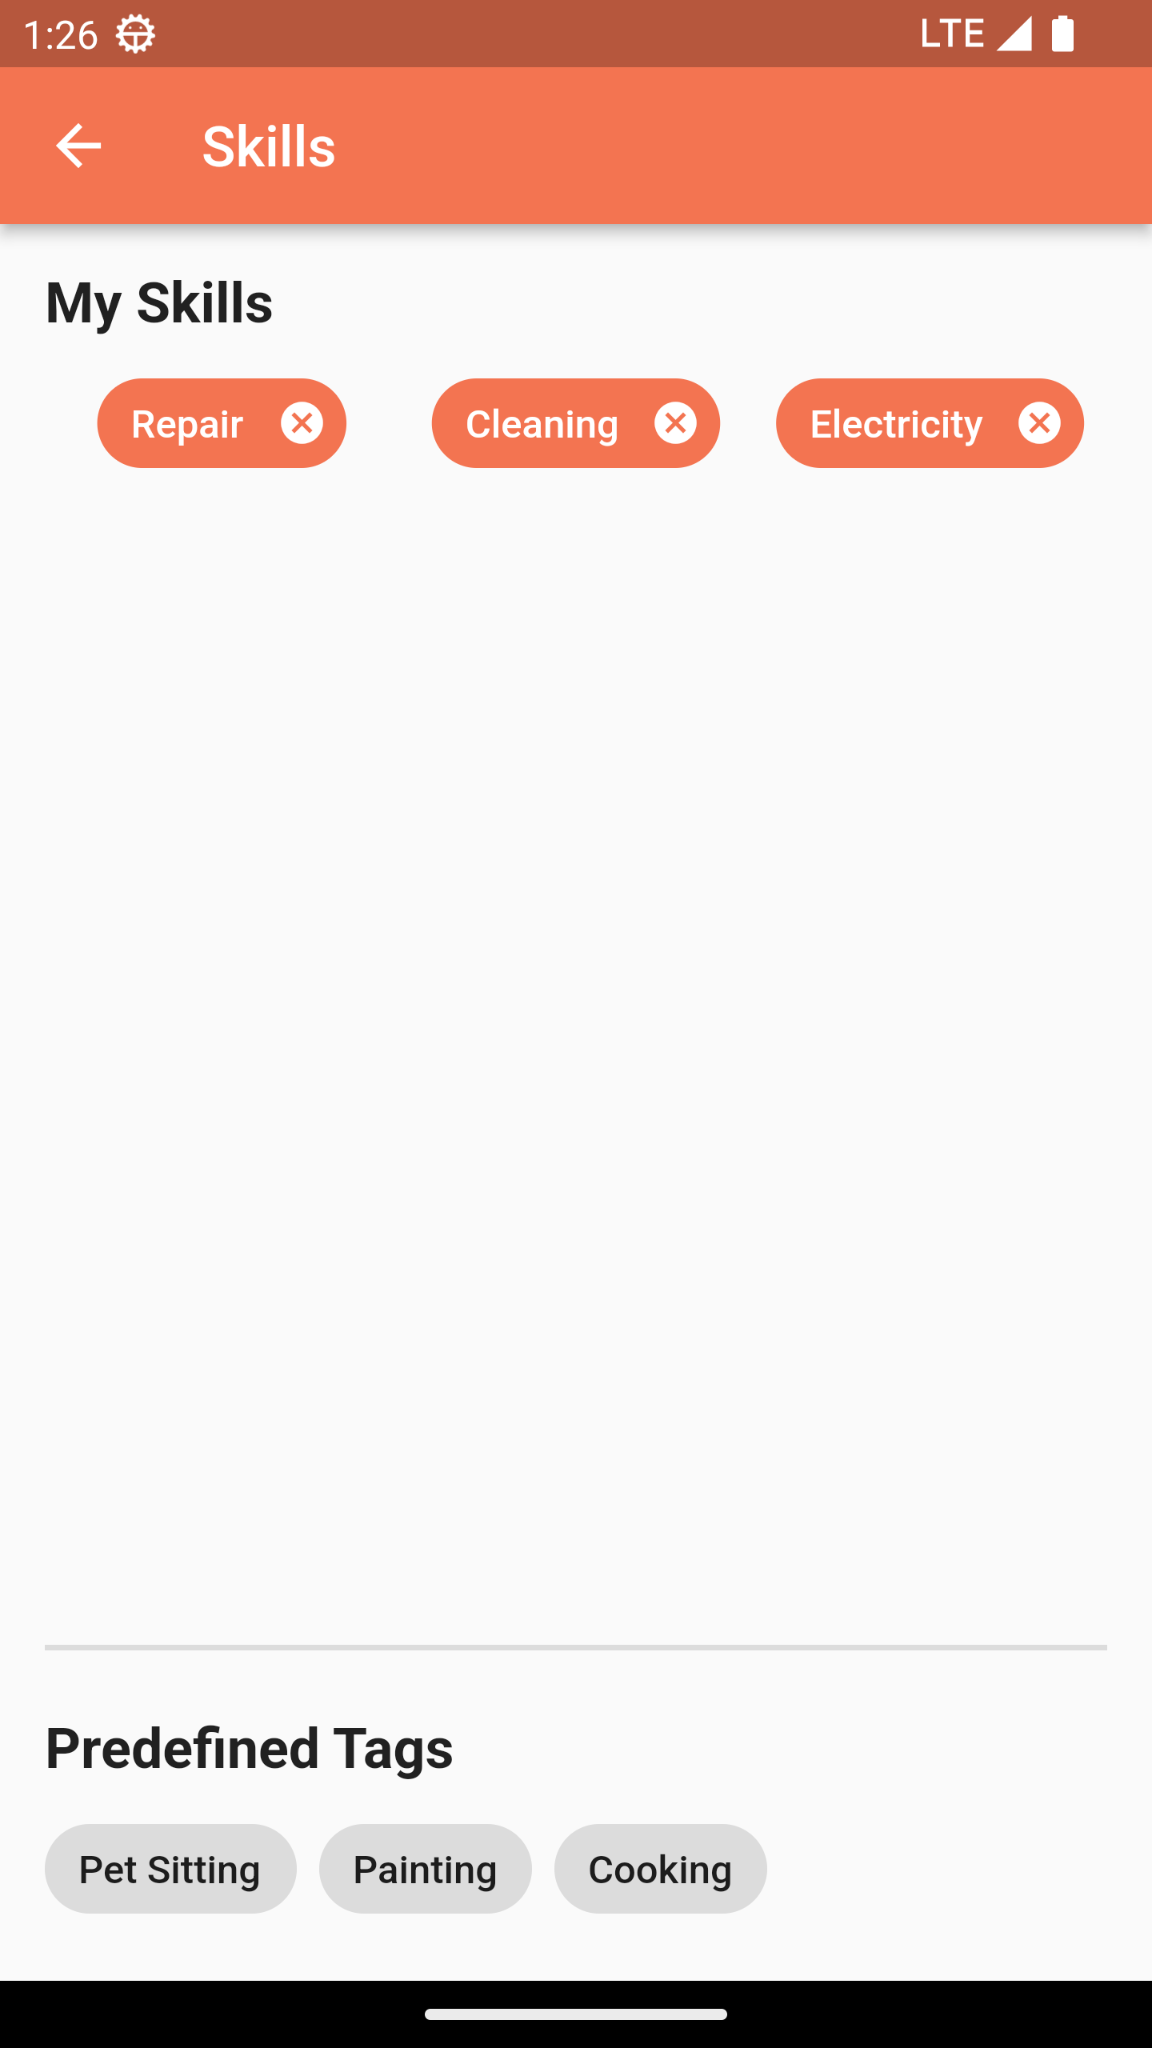 1:26 LTE
Skills
My Skills
Repair Cleaning Electricity
Predefined Tags
Pet Sitting Painting Cooking